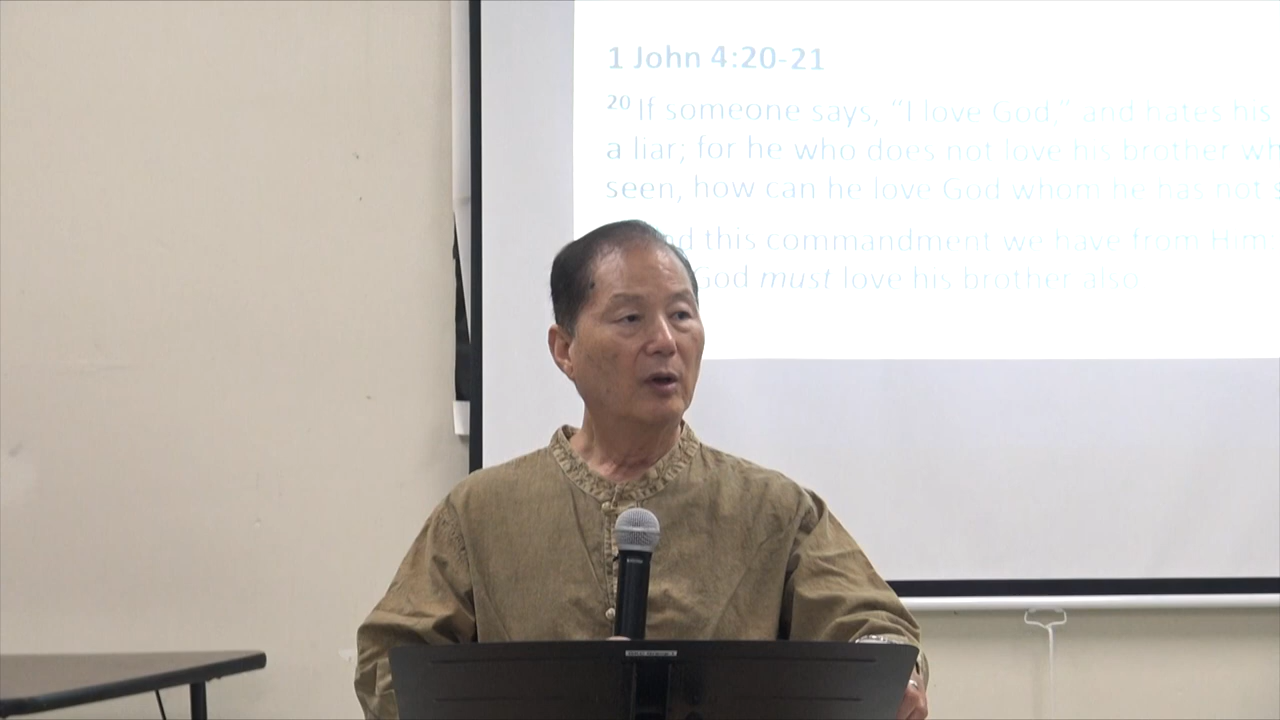 1 John 4:20-21
20 If someone says, “I love God,” and hates his
a liar; for he who does not love his brother wh
seen, how can he love God whom he has not s
nd this commandment we have from Him:
God must love his brother also